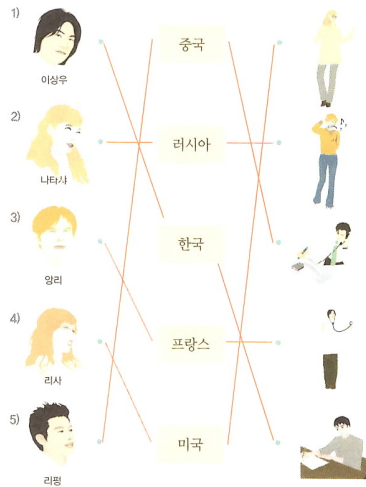 1)
이상우
중국
2)
나타샤
러시아
3)
앙리
한국
4)
리사
프랑스
5)
리펑
미국